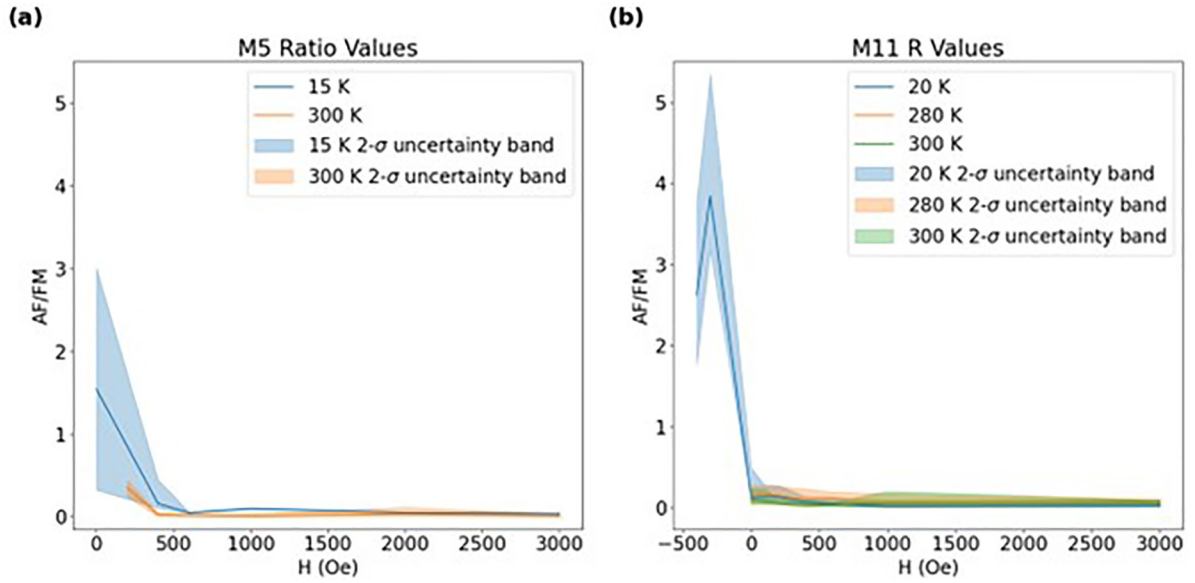 (a)
M5 Ratio Values
15 K
300 K
15 K 2-σ uncertainty band
300 K 2-σ uncertainty band
AF/FM
5
4
3
2
1
0
0 500 1000 1500 2000 2500 3000
H (Oe)
(b)
M11 R Values
20 K
280 K
300 K
20 K 2-σ uncertainty band
280 K 2-σ uncertainty band
300 K 2-σ uncertainty band
AF/FM
5
4
3
2
1
0
−500 0 500 1000 1500 2000 2500 3000
H (Oe)